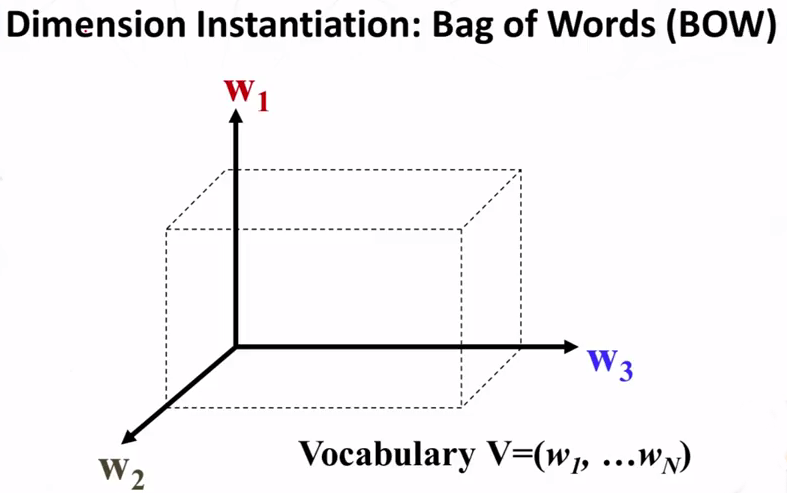 Dimension Instantiation: Bag of Words (BOW)
w1
w3
Vocabulary V=(w1, …wN)
w2